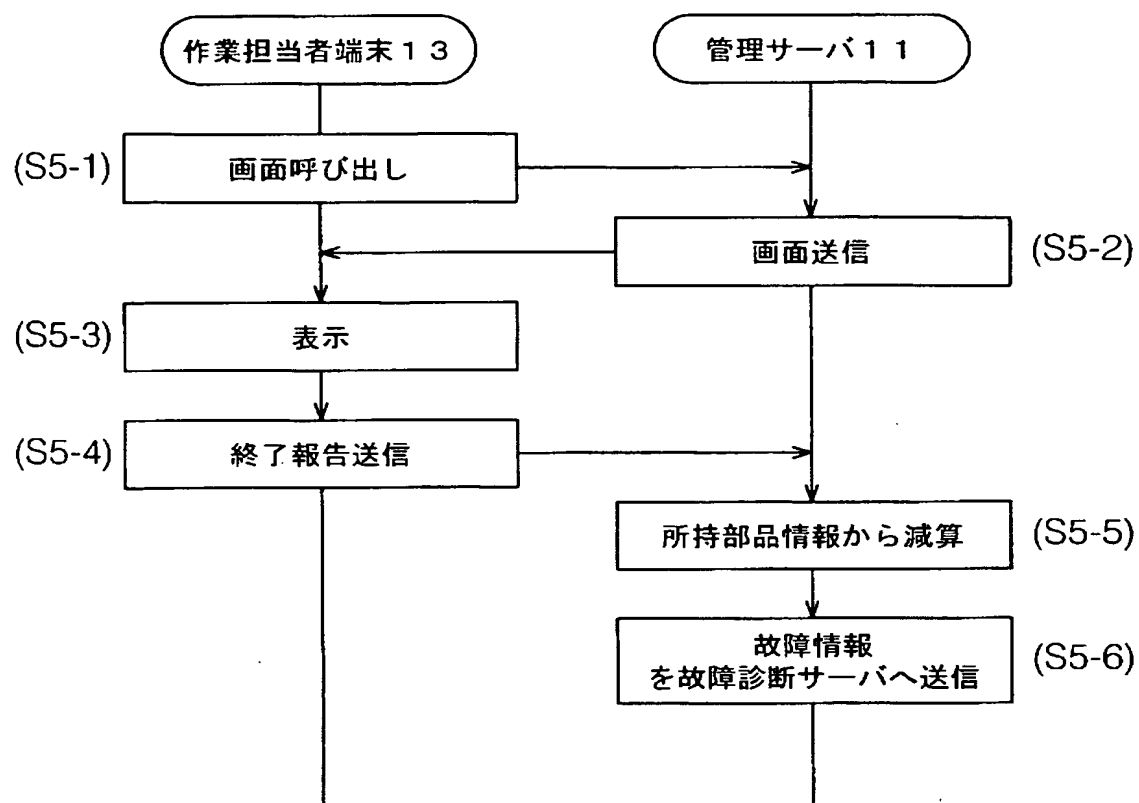 作業担当者端末１３
管理サーバ１１
(S5-1)
画面呼び出し
画面送信
(S5-2)
(S5-3)
表示
(S5-4)
終了報告送信
所持部品情報から減算
(S5-5)
故障情報
を故障診断サーバへ送信
(S5-6)